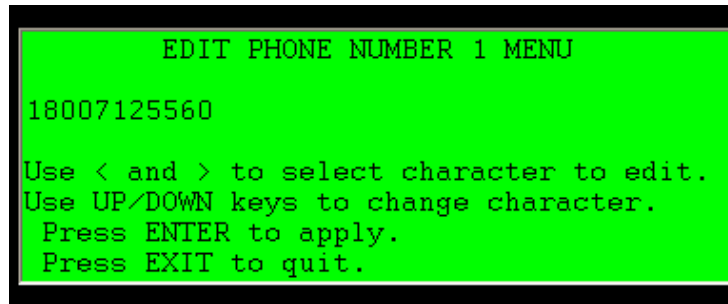 EDIT PHONE NUMBER 1 MENU
18007125560
Use < and > to select character to edit.
Use UP/DOWN keys to change character.
Press ENTER to apply.
Press EXIT to quit.